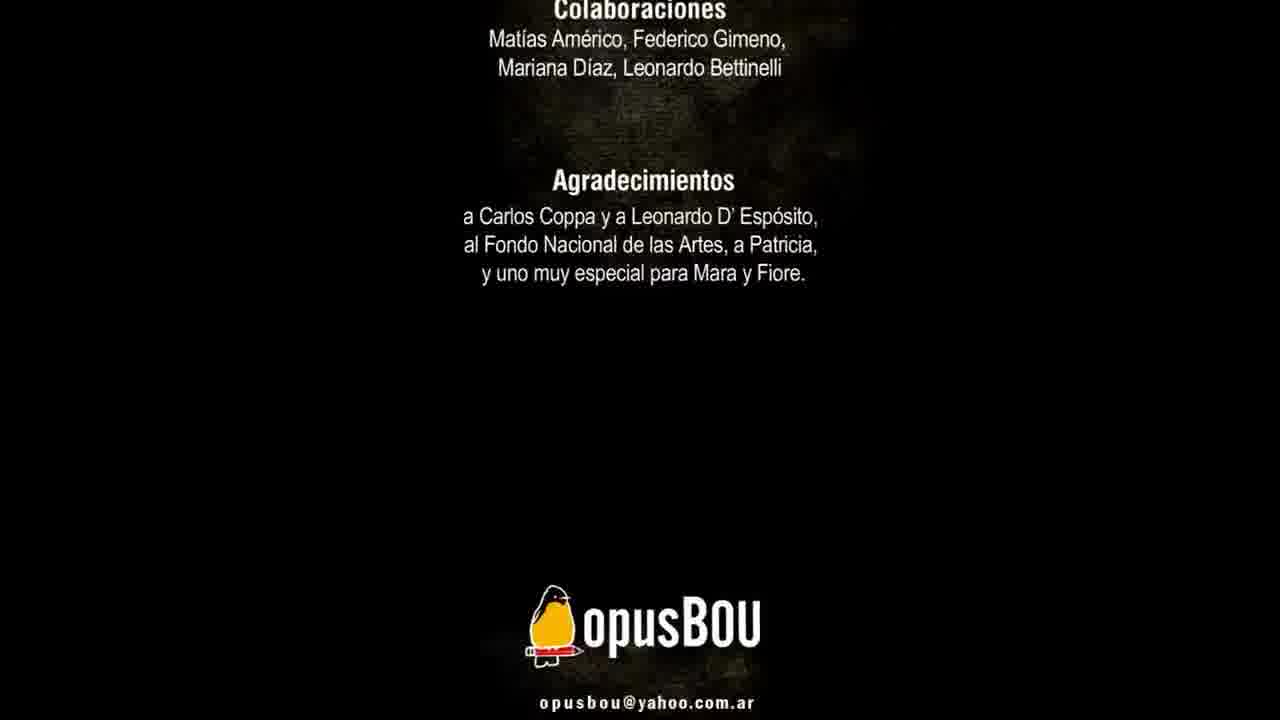 Colaboraciones
Matías Américo, Federico Gimeno,
Mariana Díaz, Leonardo Bettinelli
Agradecimientos
a Carlos Coppa y a Leonardo D' Espósito,
al Fondo Nacional de las Artes, a Patricia,
y uno muy especial para Mara y Fiore.
opusBOU
opusbou@yahoo.com.ar